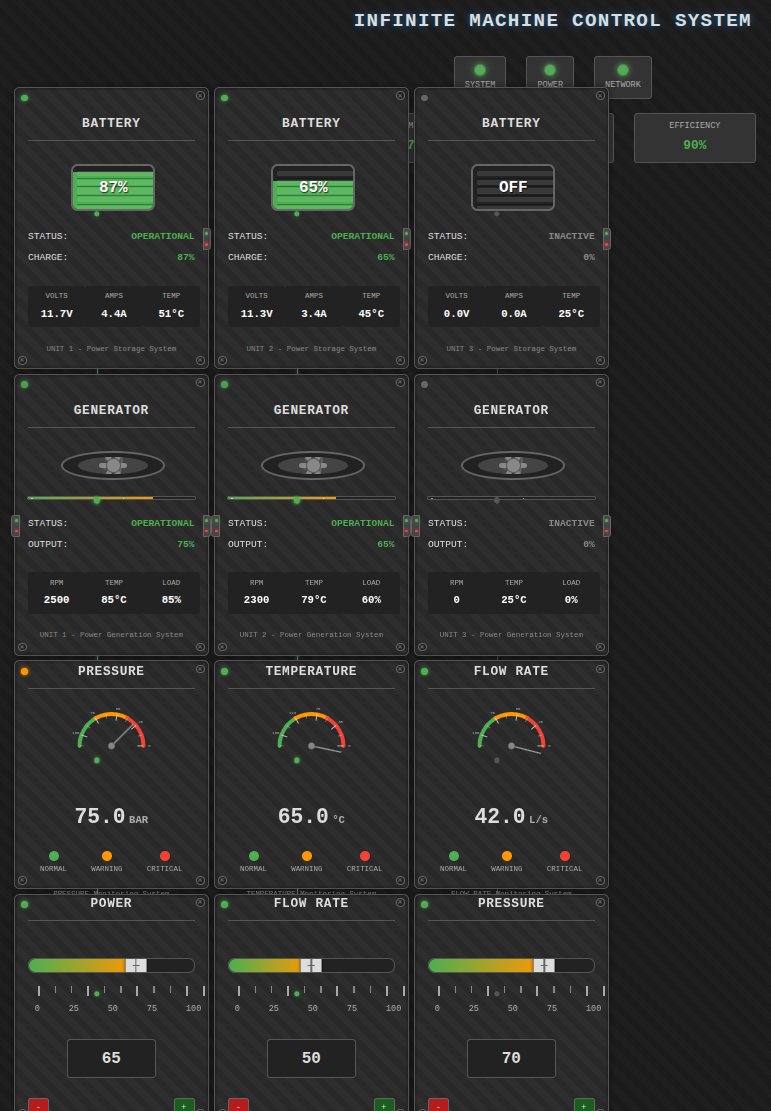 INFINITE MACHINE CONTROL SYSTEM
SYSTEM POWER NETWORK
EFFICIENCY
90%
BATTERY BATTERY BATTERY
87% 65% OFF
STATUS: OPERATIONAL STATUS: OPERATIONAL STATUS: INACTIVE
CHARGE: 87% CHARGE: 65% CHARGE: 0%
VOLTS AMPS TEMP VOLTS AMPS TEMP VOLTS AMPS TEMP
11.7V 4.4A 51°C 11.3V 3.4A 45°C 0.0V 0.0A 25°C
UNIT 1 - Power Storage System UNIT 2 - Power Storage System UNIT 3 - Power Storage System
GENERATOR GENERATOR GENERATOR
STATUS: OPERATIONAL STATUS: OPERATIONAL STATUS: INACTIVE
OUTPUT: 75% OUTPUT: 65% OUTPUT: 0%
RPM TEMP LOAD RPM TEMP LOAD RPM TEMP LOAD
2500 85°C 85% 2300 79°C 60% 0 25°C 0%
UNIT 1 - Power Generation System UNIT 2 - Power Generation System UNIT 3 - Power Generation System
PRESSURE TEMPERATURE FLOW RATE
75.0 BAR 65.0 °C 42.0 L/s
NORMAL WARNING CRITICAL NORMAL WARNING CRITICAL NORMAL WARNING CRITICAL
PRESSURE Monitoring System TEMPERATURE Monitoring System FLOW RATE Monitoring System
POWER FLOW RATE PRESSURE
0 25 50 75 100 0 25 50 75 100 0 25 50 75 100
65 50 70
- + - + - +